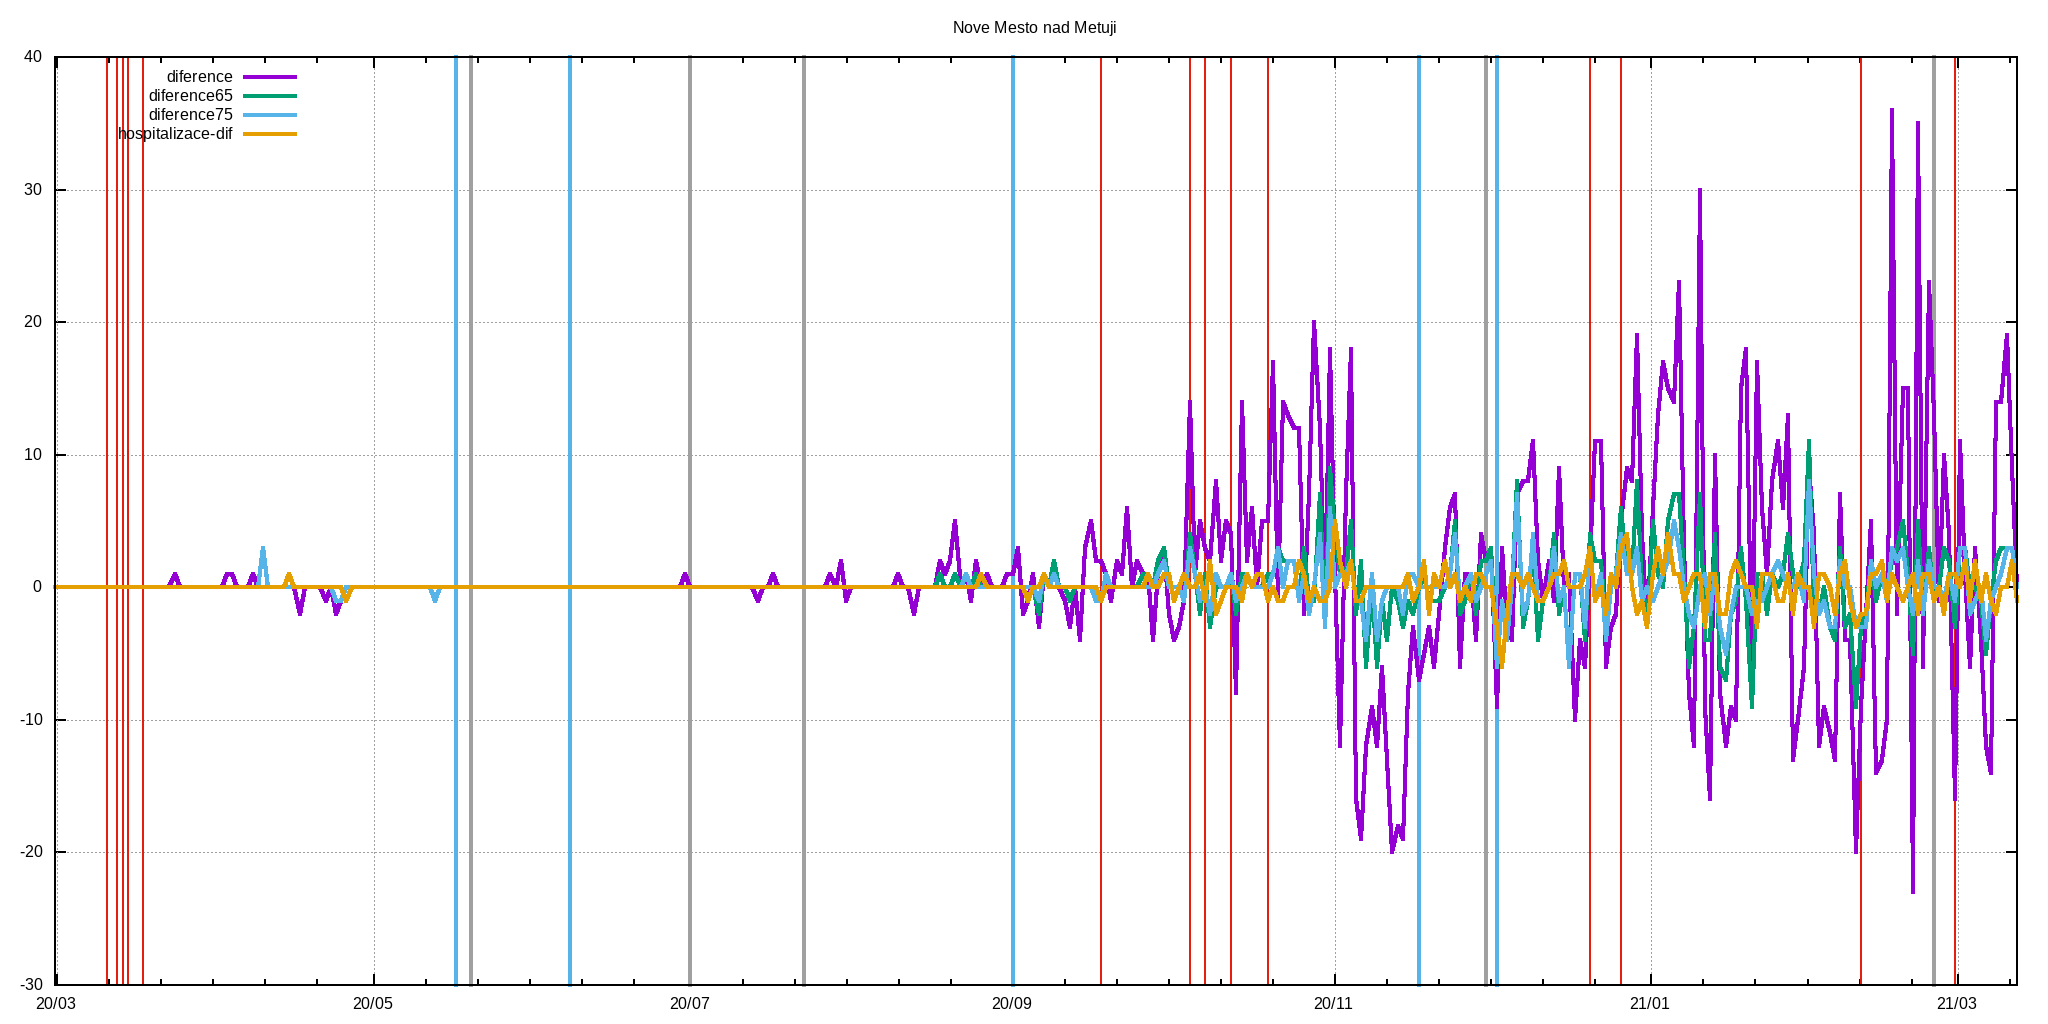 Nove Mesto nad Metuji
40
30
20
10
0
-10
-20
-30
diference
diference65
diference75
hospitalizace-dif
20/03 20/05 20/07 20/09 20/11 21/01 21/03